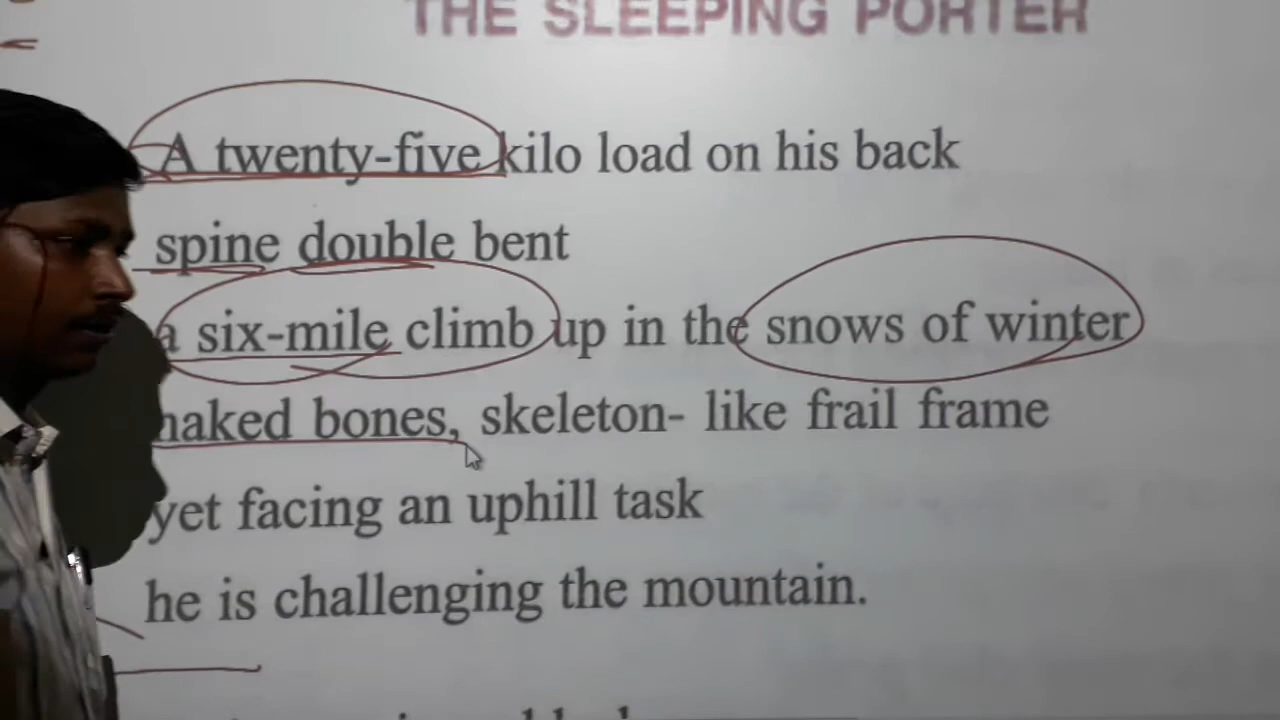 THE SLEEPING PORTER
A twenty-five kilo load on his back
spine double bent
a six-mile climb up in the snows of winter
naked bones, skeleton- like frail frame
yet facing an uphill task
he is challenging the mountain.